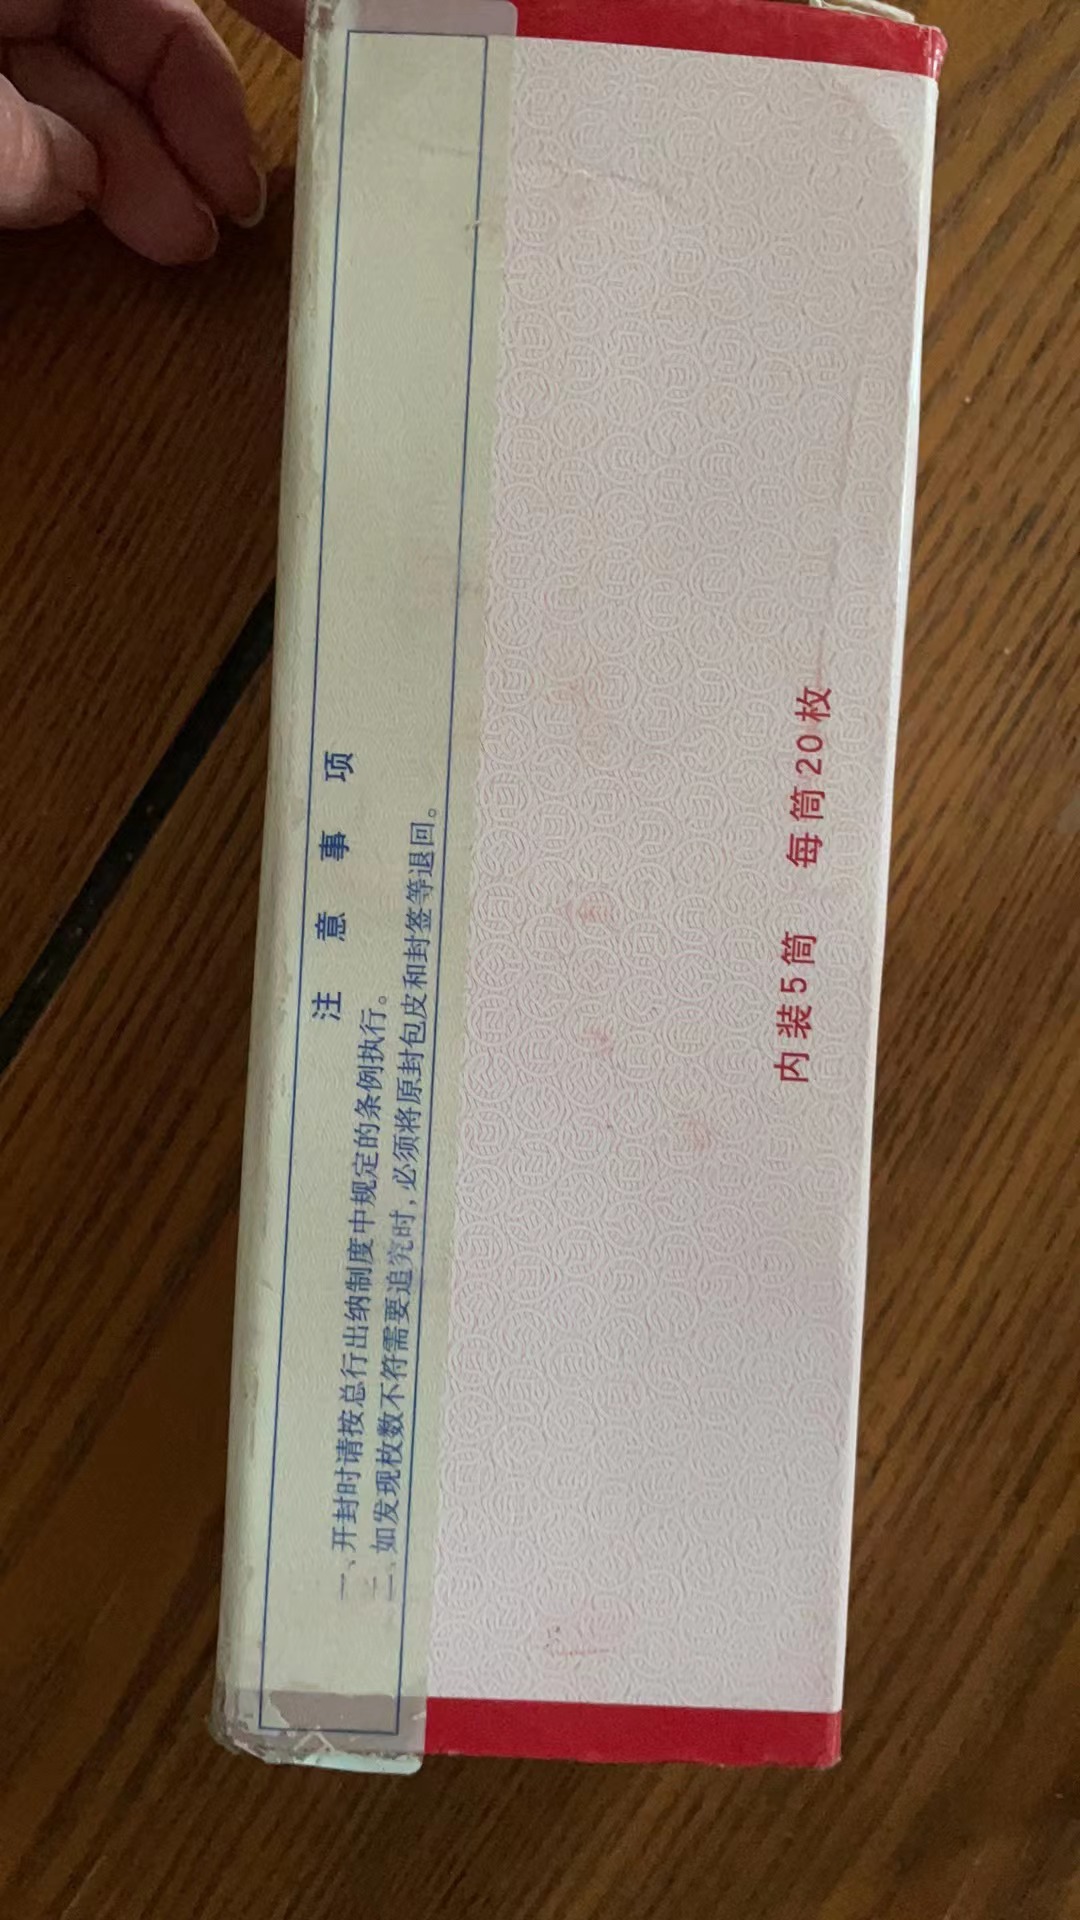 注意事项
一、开封时请按总行出纳制度中规定的条例执行。
二、如发现枚数不符需要追究时,必须将原封包皮和封签等退回。
内装5筒 每筒20枚